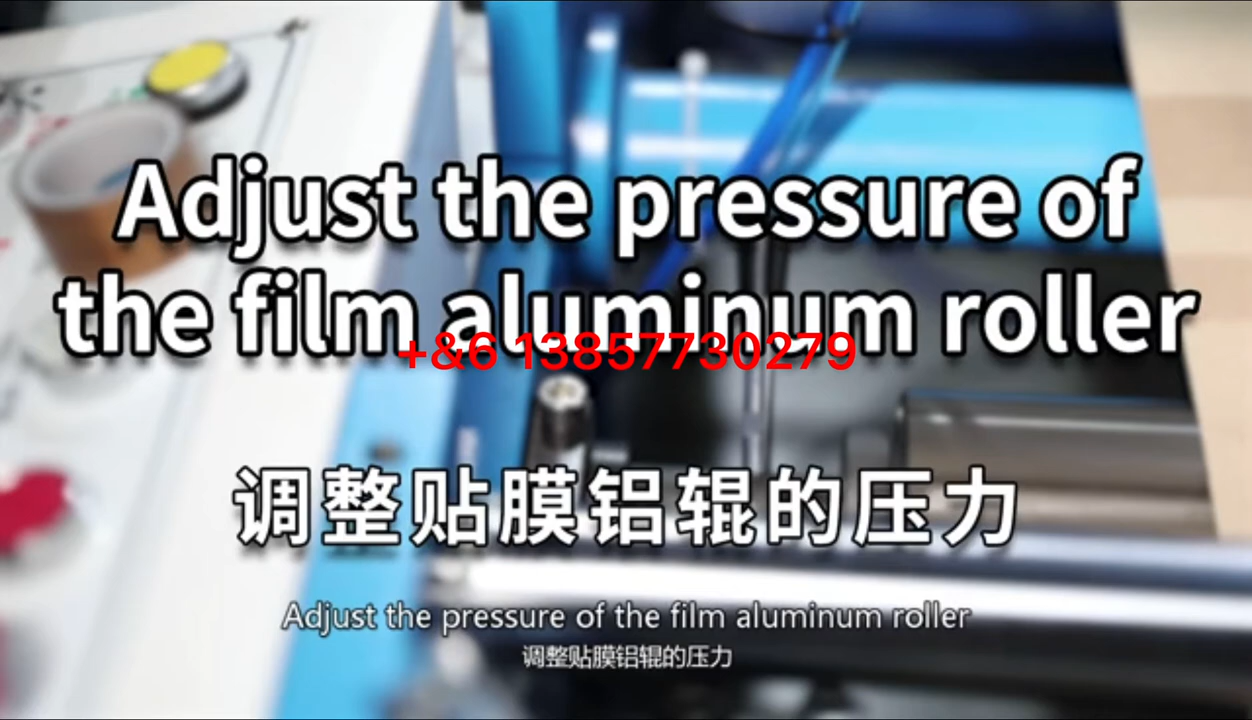 Adjust the pressure of
the film aluminum roller
+&6 13857730279
调整贴膜铝辊的压力
Adjust the pressure of the film aluminum roller
调整贴膜铝辊的压力